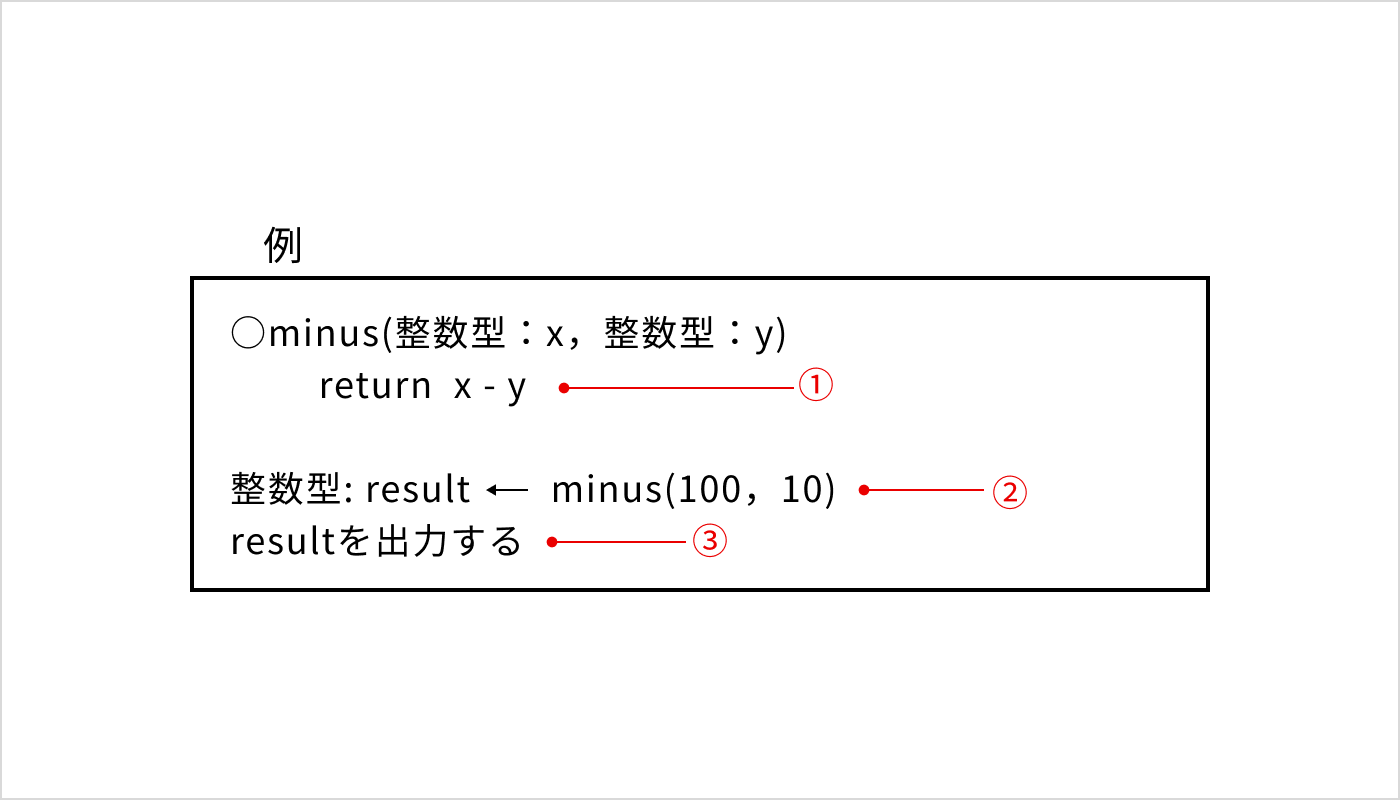 例
○minus(整数型：x，整数型：y)
return x - y ①
整数型: result ← minus(100，10) ②
resultを出力する ③